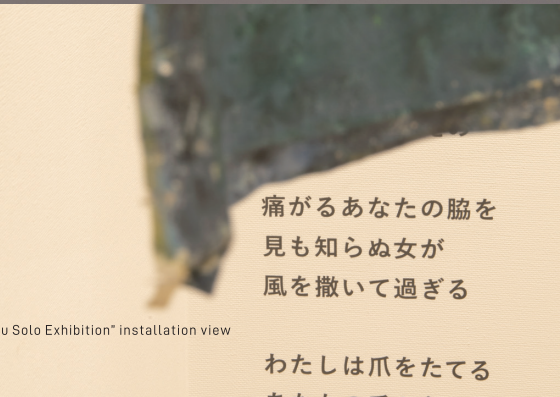 痛がるあなたの脇を
見も知らぬ女が
風を撒いて過ぎる
わたしは爪をたてる
u Solo Exhibition” installation view